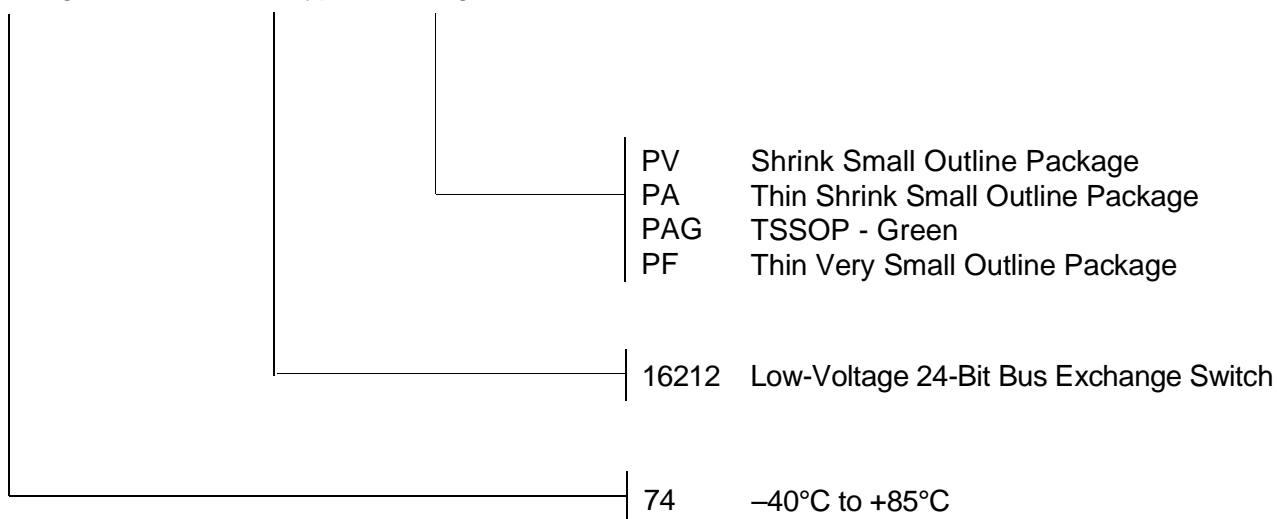 PV Shrink Small Outline Package
PA Thin Shrink Small Outline Package
PAG TSSOP - Green
PF Thin Very Small Outline Package
16212 Low-Voltage 24-Bit Bus Exchange Switch
74 –40°C to +85°C